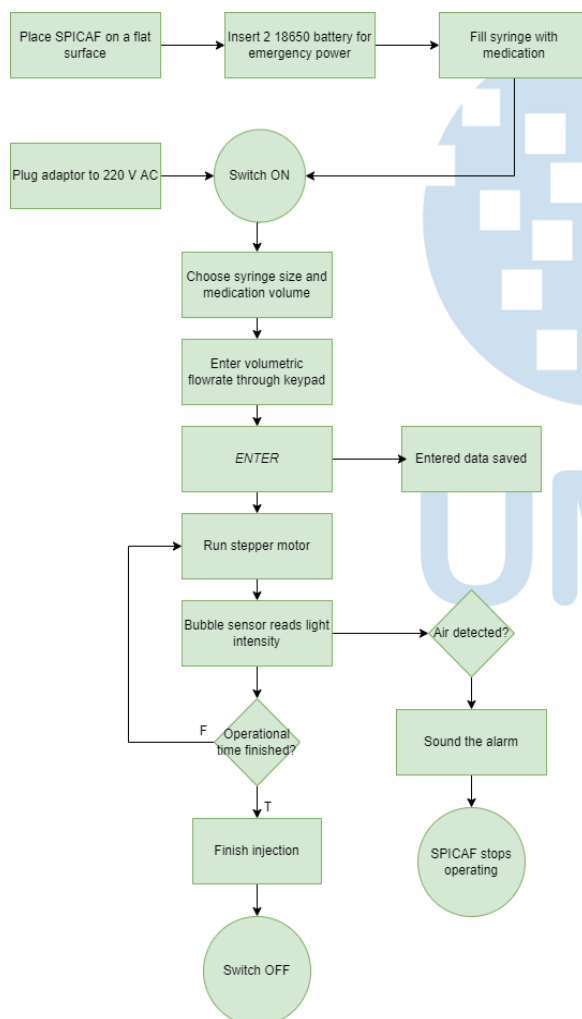 Place SPICAF on a flat
surface
Insert 2 18650 battery for
emergency power
Fill syringe with
medication
Plug adaptor to 220 V AC
Switch ON
Choose syringe size and
medication volume
Enter volumetric
flowrate through keypad
ENTER
Entered data saved
Run stepper motor
Bubble sensor reads light
intensity
Air detected?
F
Operational
time finished?
T
Sound the alarm
Finish injection
SPICAF stops
operating
Switch OFF